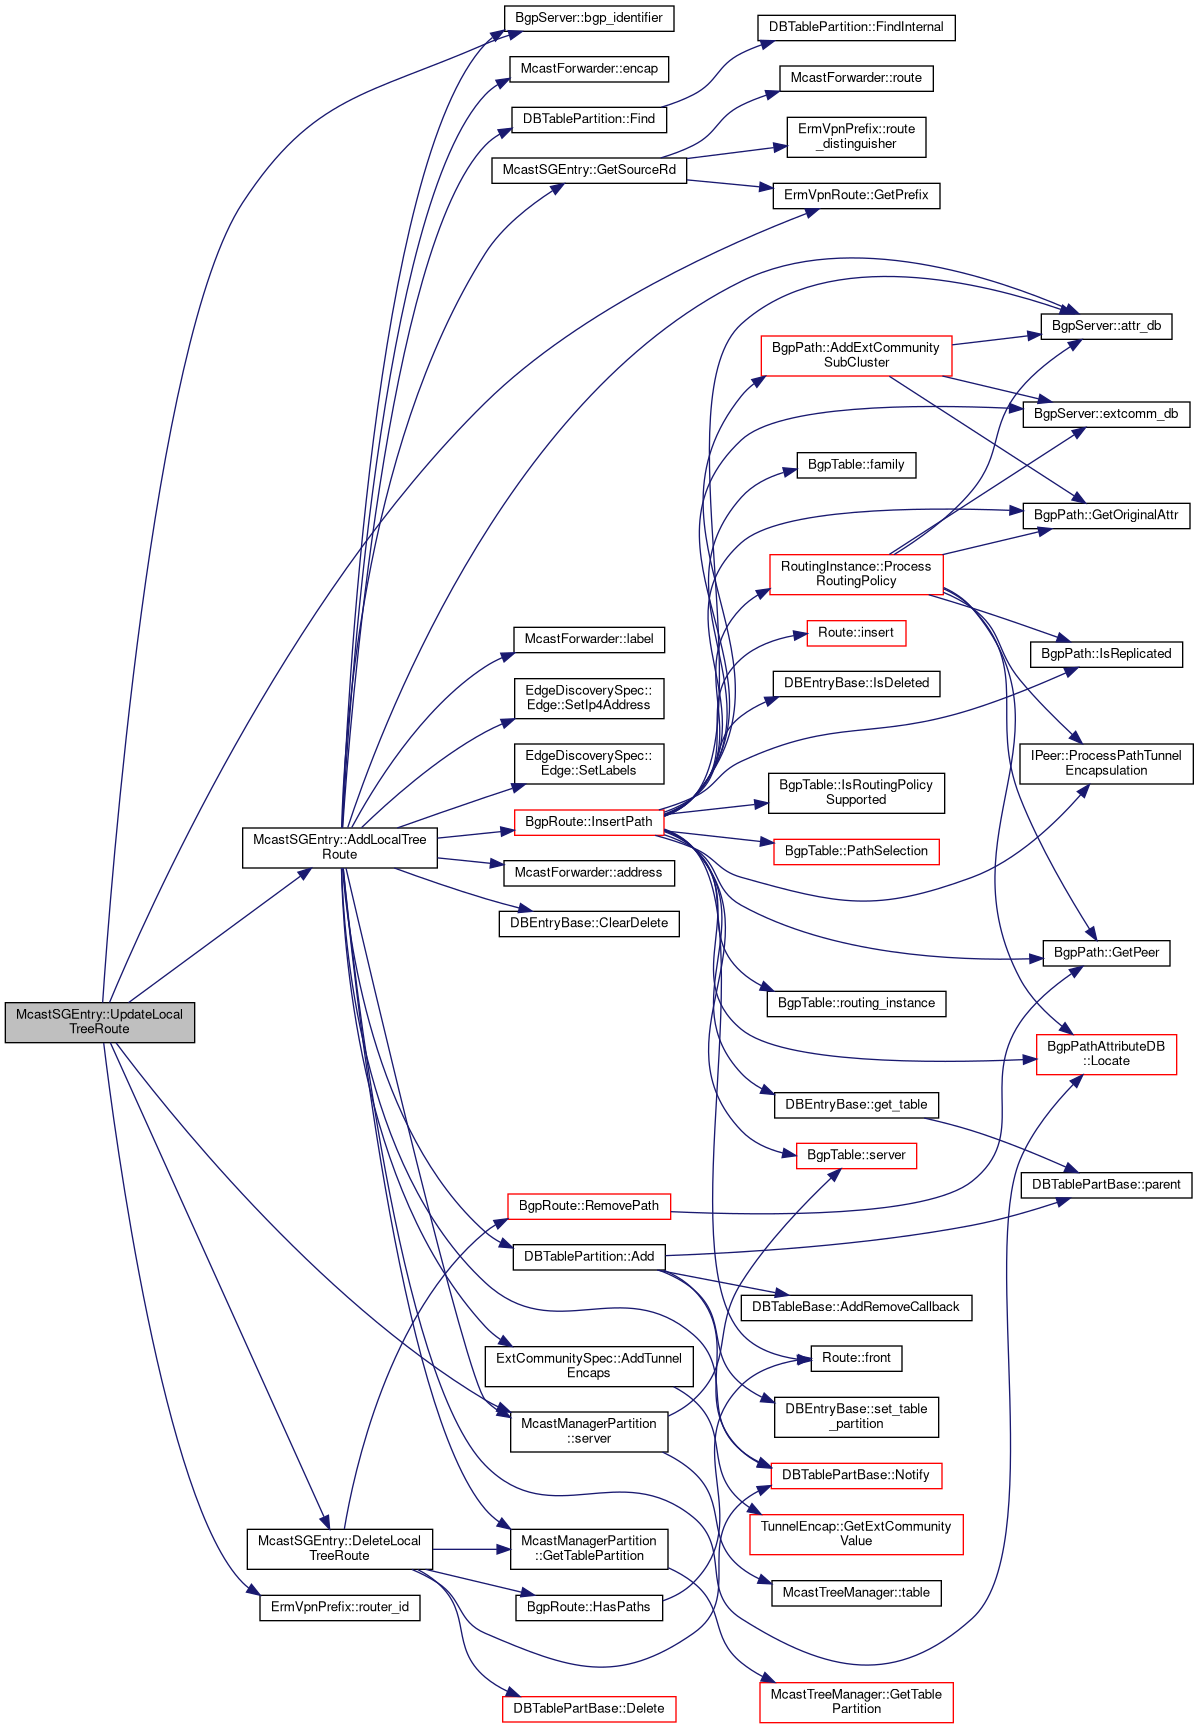 BgpServer::bgp_identifier
DBTablePartition::FindInternal
McastForwarder::encap
McastForwarder::route
DBTablePartition::Find
ErmVpnPrefix::route
_distinguisher
McastSGEntry::GetSourceRd
ErmVpnRoute::GetPrefix
BgpServer::attr_db
BgpPath::AddExtCommunity
SubCluster
BgpServer::extcomm_db
BgpTable::family
BgpPath::GetOriginalAttr
RoutingInstance::Process
RoutingPolicy
Route::insert
McastForwarder::label
BgpPath::IsReplicated
DBEntryBase::IsDeleted
EdgeDiscoverySpec::
Edge::SetIp4Address
EdgeDiscoverySpec::
Edge::SetLabels
IPeer::ProcessPathTunnel
Encapsulation
BgpTable::IsRoutingPolicy
Supported
BgpRoute::InsertPath
McastSGEntry::AddLocalTree
Route
BgpTable::PathSelection
McastForwarder::address
DBEntryBase::ClearDelete
BgpPath::GetPeer
BgpTable::routing_instance
McastSGEntry::UpdateLocal
TreeRoute
BgpPathAttributeDB
::Locate
DBEntryBase::get_table
BgpTable::server
DBTablePartBase::parent
BgpRoute::RemovePath
DBTablePartition::Add
DBTableBase::AddRemoveCallback
Route::front
ExtCommunitySpec::AddTunnel
Encaps
DBEntryBase::set_table
_partition
McastManagerPartition
::server
DBTablePartBase::Notify
TunnelEncap::GetExtCommunity
Value
McastSGEntry::DeleteLocal
TreeRoute
McastManagerPartition
::GetTablePartition
McastTreeManager::table
ErmVpnPrefix::router_id
BgpRoute::HasPaths
McastTreeManager::GetTable
Partition
DBTablePartBase::Delete